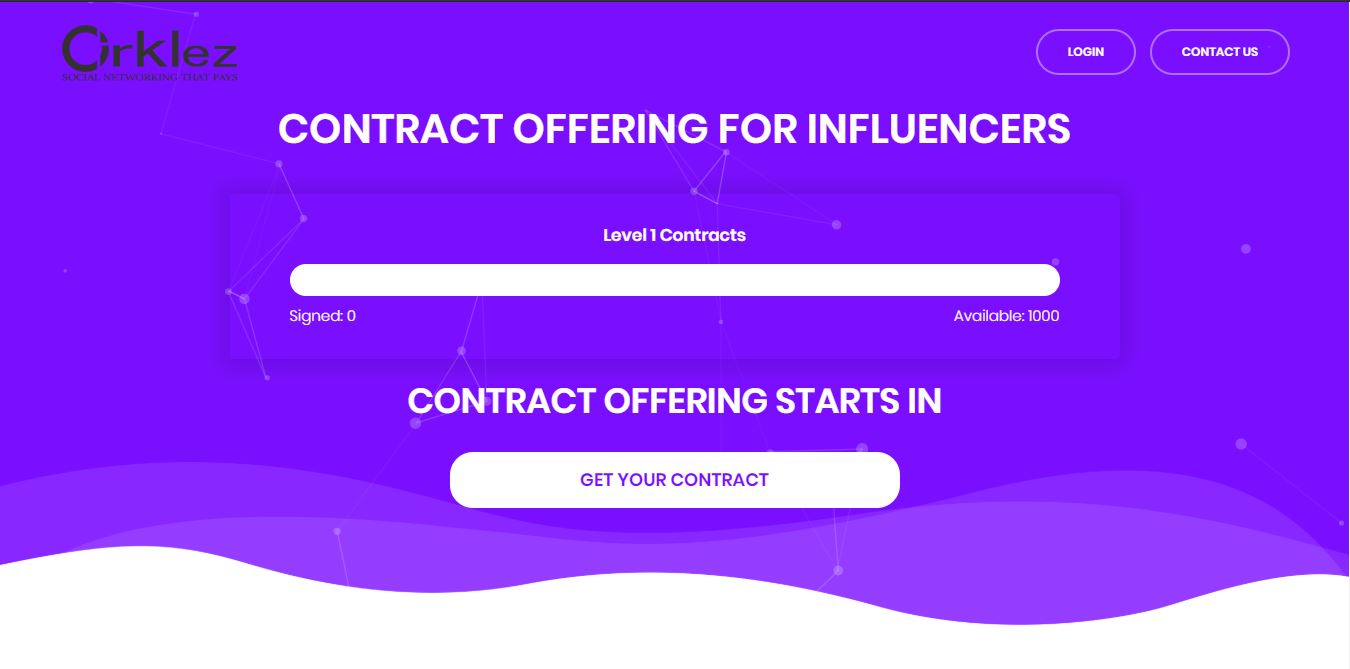 Orklez
SOCIAL NETWORKING THAT PAYS
LOGIN
CONTACT US
CONTRACT OFFERING FOR INFLUENCERS
Level 1 Contracts
Signed: 0
Available: 1000
CONTRACT OFFERING STARTS IN
GET YOUR CONTRACT